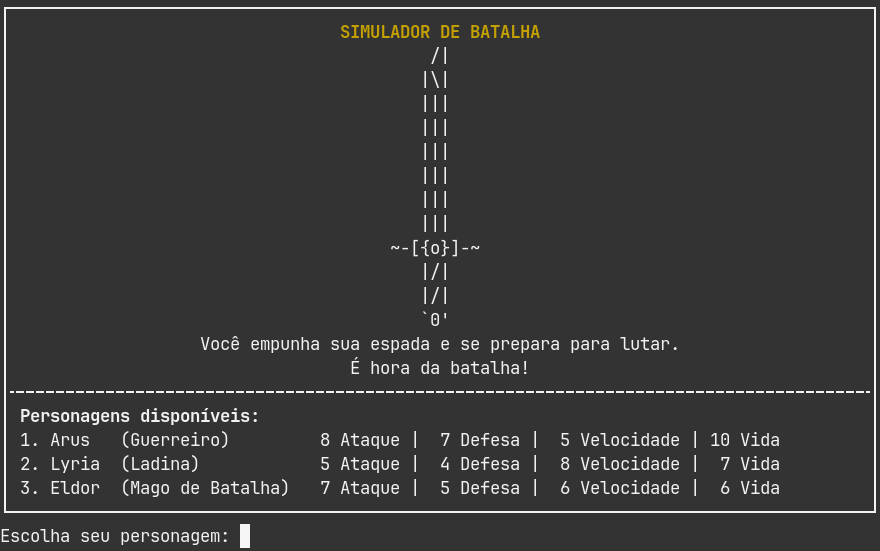 SIMULADOR DE BATALHA
/|
|\|
|||
|||
|||
|||
|||
|||
~-[{o}]-~
|/|
|/|
`0'
Você empunha sua espada e se prepara para lutar.
É hora da batalha!
Personagens disponíveis:
1. Arus   (Guerreiro)         8 Ataque |  7 Defesa |  5 Velocidade | 10 Vida
2. Lyria  (Ladina)            5 Ataque |  4 Defesa |  8 Velocidade |  7 Vida
3. Eldor  (Mago de Batalha)   7 Ataque |  5 Defesa |  6 Velocidade |  6 Vida
Escolha seu personagem: